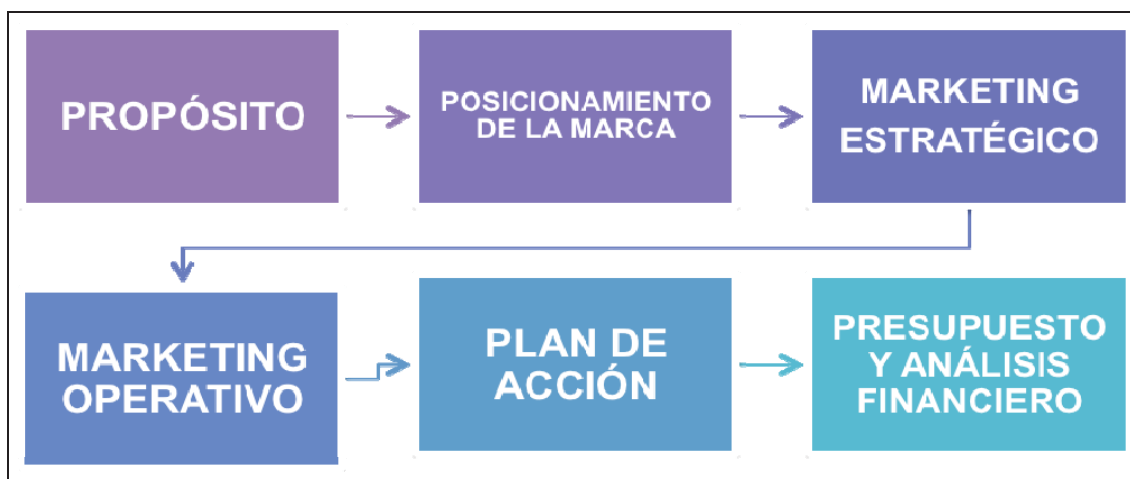 PROPÓSITO
POSICIONAMIENTO
DE LA MARCA
MARKETING
ESTRATÉGICO
MARKETING
OPERATIVO
PLAN DE
ACCIÓN
PRESUPUESTO
Y ANÁLISIS
FINANCIERO